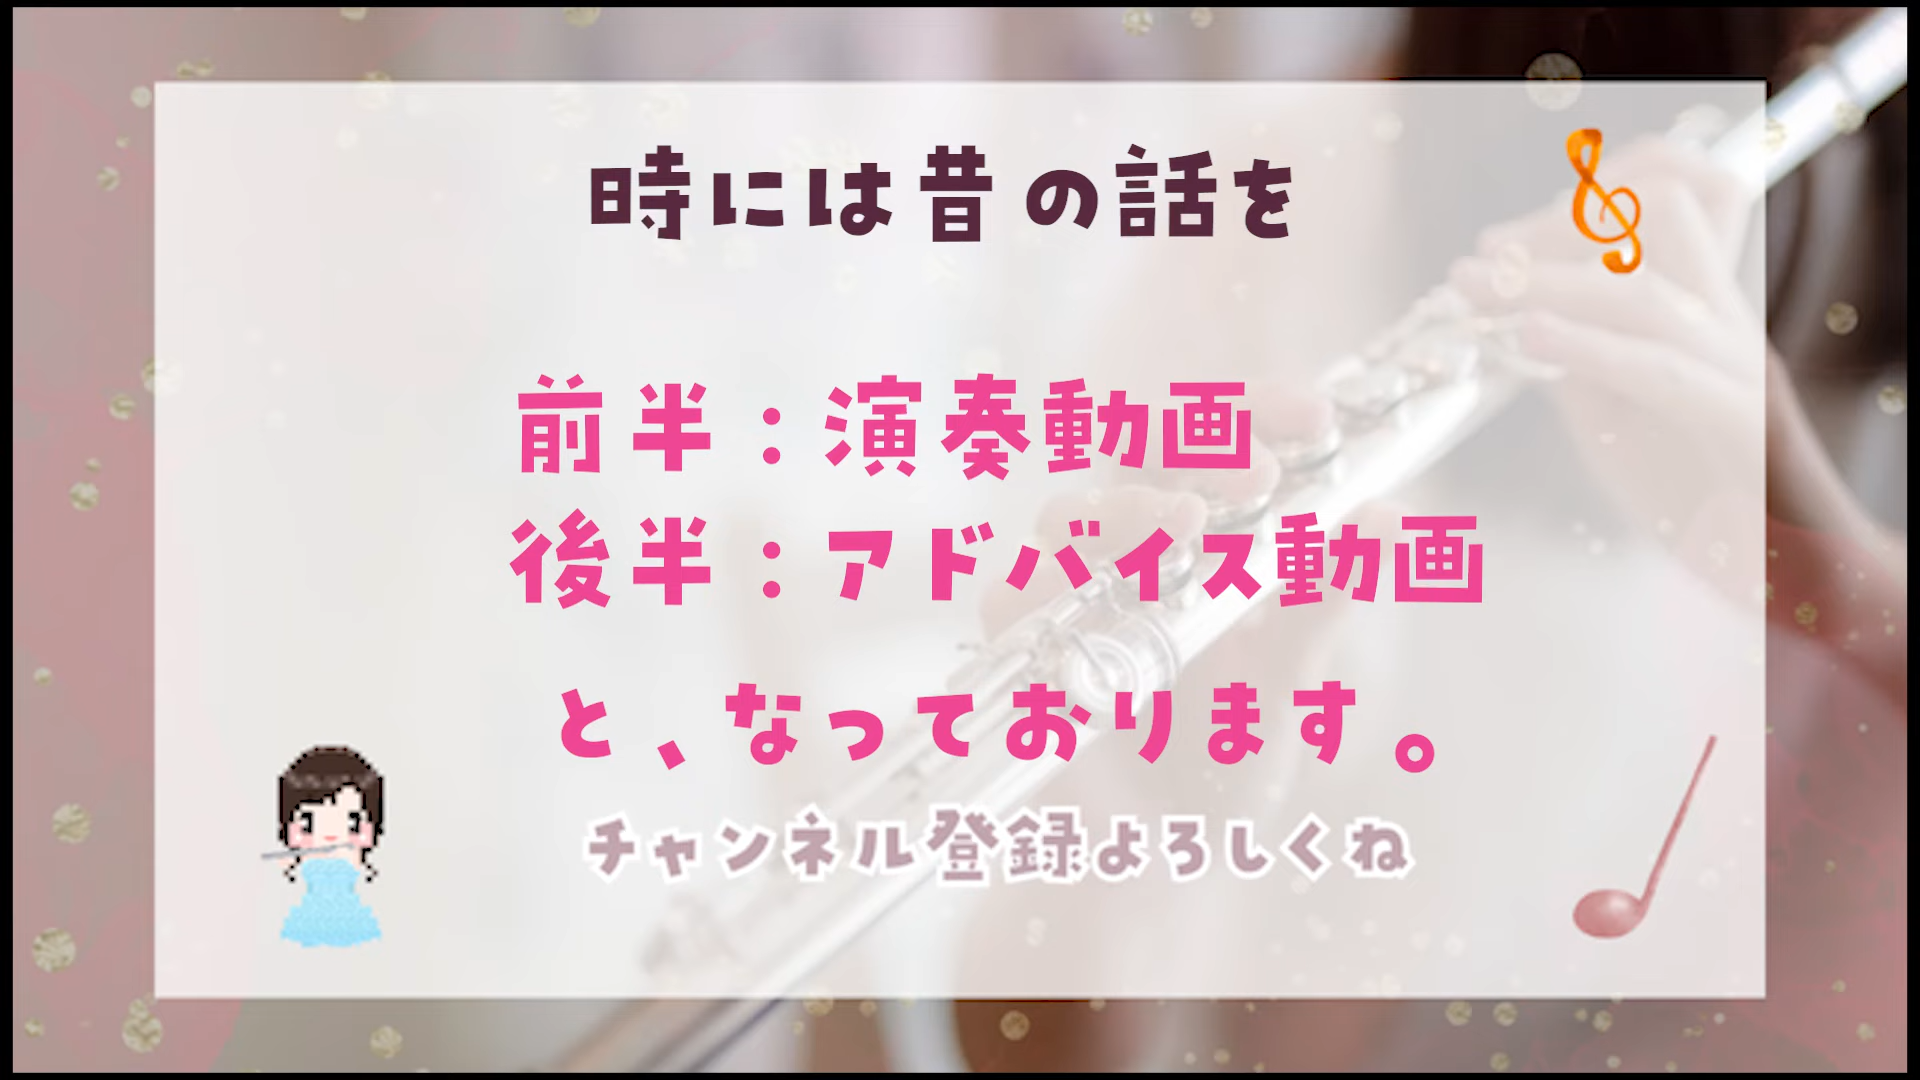 時には昔の話を
前半：演奏動画
後半：アドバイス動画
と、なっております。
チャンネル登録よろしくね